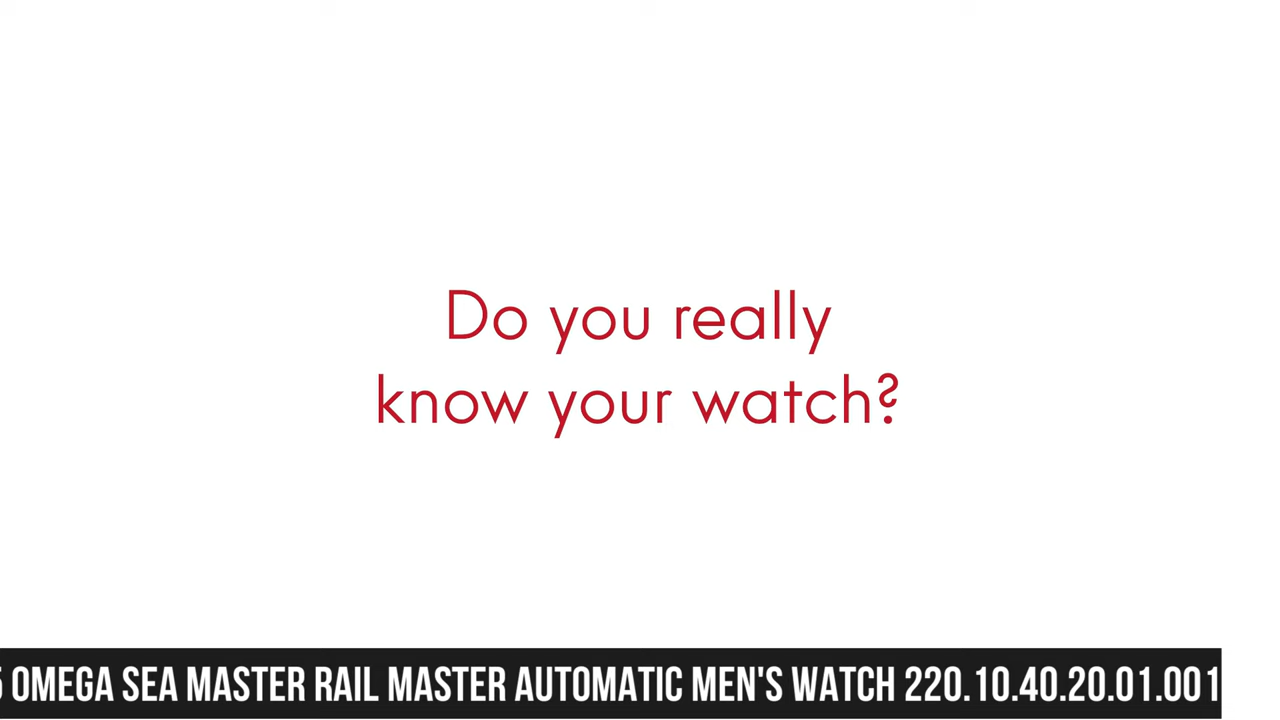 Do you really
know your watch?
OMEGA SEA MASTER RAIL MASTER AUTOMATIC MEN'S WATCH 220.10.40.20.01.001